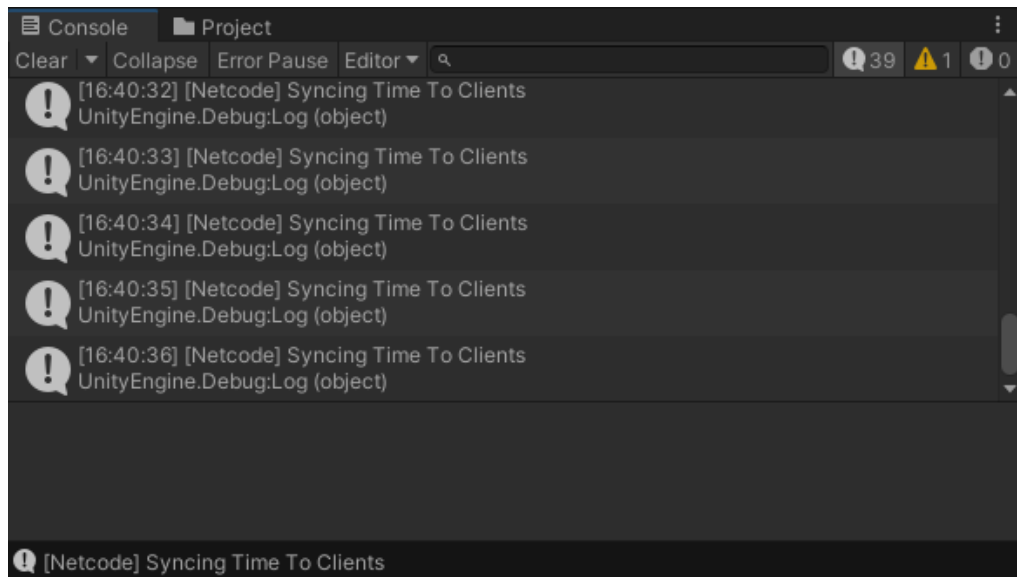 Console Project
Clear Collapse Error Pause Editor 39 1 0
[16:40:32] [Netcode] Syncing Time To Clients
UnityEngine.Debug:Log (object)
[16:40:33] [Netcode] Syncing Time To Clients
UnityEngine.Debug:Log (object)
[16:40:34] [Netcode] Syncing Time To Clients
UnityEngine.Debug:Log (object)
[16:40:35] [Netcode] Syncing Time To Clients
UnityEngine.Debug:Log (object)
[16:40:36] [Netcode] Syncing Time To Clients
UnityEngine.Debug:Log (object)
[Netcode] Syncing Time To Clients